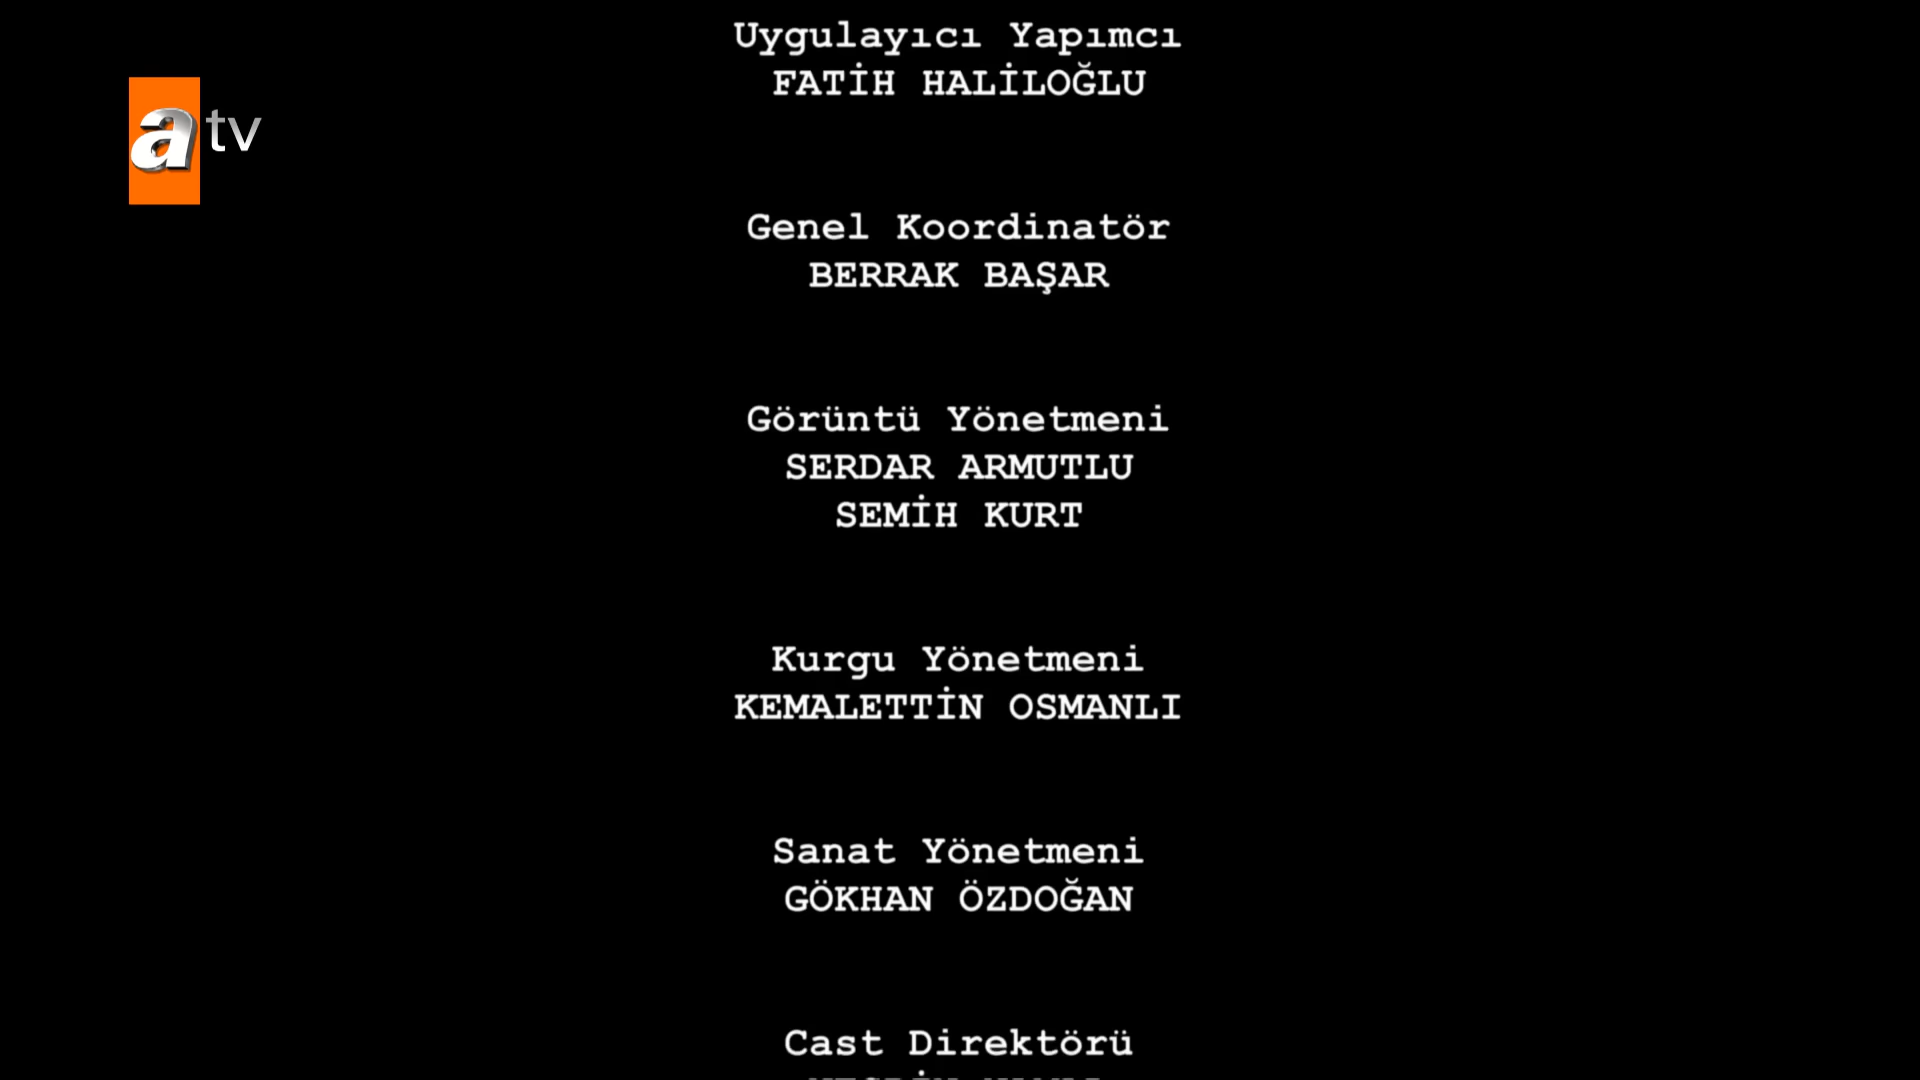 Uygulayıcı Yapımcı
FATİH HALİLOĞLU
atv
Genel Koordinatör
BERRAK BAŞAR
Görüntü Yönetmeni
SERDAR ARMUTLU
SEMİH KURT
Kurgu Yönetmeni
KEMALETTİN OSMANLI
Sanat Yönetmeni
GÖKHAN ÖZDOĞAN
Cast Direktörü